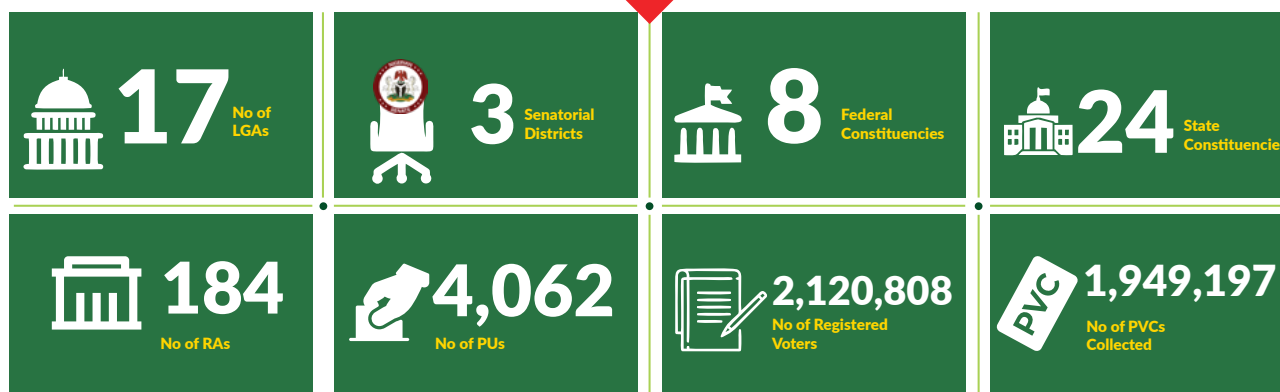 17
No of
LGAs
3
Senatorial
Districts
8
Federal
Constituencies
24
State
Constituencie
184
No of RAs
4,062
No of PUs
2,120,808
No of Registered
Voters
PVC
1,949,197
No of PVCs
Collected